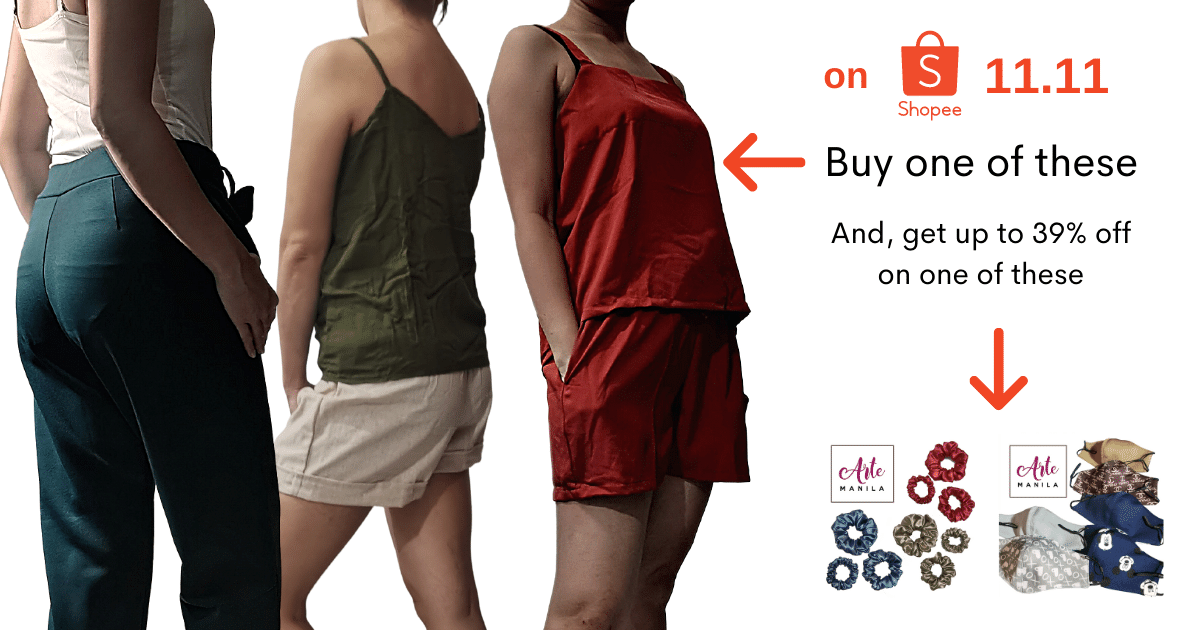 on
Shopee
11.11
Buy one of these
And, get up to 39% off
on one of these
Arte
MANILA
Arte
MANILA